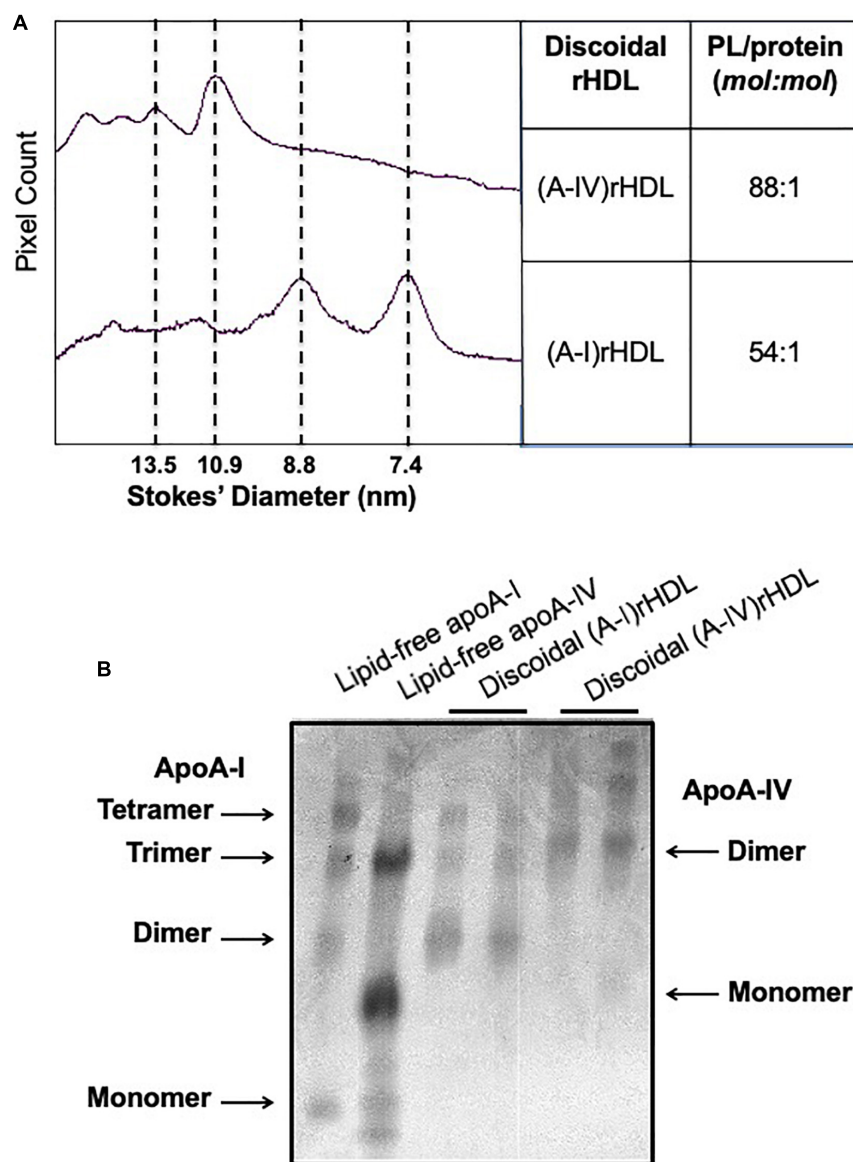 A
Pixel Count
13.5 10.9 8.8 7.4
Stokes’ Diameter (nm)
Discoidal PL/protein
rHDL (mol:mol)
(A-IV)rHDL 88:1
(A-I)rHDL 54:1
B
Lipid-free apoA-I
Lipid-free apoA-IV
Discoidal (A-I)rHDL
Discoidal (A-IV)rHDL
ApoA-I
Tetramer
Trimer
Dimer
Monomer
ApoA-IV
Dimer
Monomer